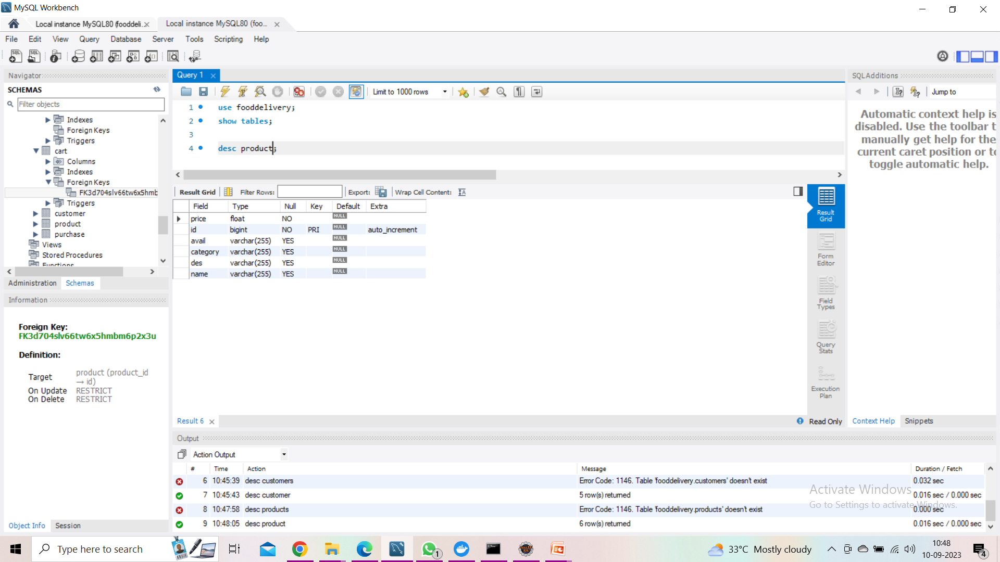 MySQL Workbench
Local instance MySQL80 (fooddeli...
Local instance MySQL80 (foo...
File Edit View Query Database Server Tools Scripting Help
Navigator
SCHEMAS
Filter objects
Indexes
Foreign Keys
Triggers
cart
Columns
Indexes
Foreign Keys
FK3d704slv66tw6x5hmb
Triggers
customer
product
purchase
Views
Stored Procedures
Functions
Administration Schemas
Information
Foreign Key:
FK3d704slv66tw6x5hmbm6p2x3u
Definition:
Target product (product_id → id)
On Update RESTRICT
On Delete RESTRICT
Object Info Session
Query 1
Limit to 1000 rows
1 use fooddelivery;
2 show tables;
3
4 desc product;
Result Grid Filter Rows: Export: Wrap Cell Content:
Field Type Null Key Default Extra
price float NO NULL
id bigint NO PRI NULL auto_increment
avail varchar(255) YES NULL
category varchar(255) YES NULL
des varchar(255) YES NULL
name varchar(255) YES NULL
Result Grid
Form Editor
Field Types
Query Stats
Execution Plan
Result 6
Read Only
SQLAdditions
Jump to
Automatic context help is
disabled. Use the toolbar t
manually get help for the
current caret position or to
toggle automatic help.
Context Help Snippets
Output
Action Output
# Time Action Message Duration / Fetch
6 10:45:39 desc customers Error Code: 1146. Table 'fooddelivery.customers' doesn't exist 0.032 sec
7 10:45:43 desc customer 5 row(s) returned 0.016 sec / 0.000 sec
8 10:47:58 desc products Error Code: 1146. Table 'fooddelivery.products' doesn't exist 0.000 sec
9 10:48:05 desc product 6 row(s) returned 0.016 sec / 0.000 sec
Activate Windows
Go to Settings to activate Windows.
Type here to search
1
33°C Mostly cloudy
10:48
10-09-2023
4